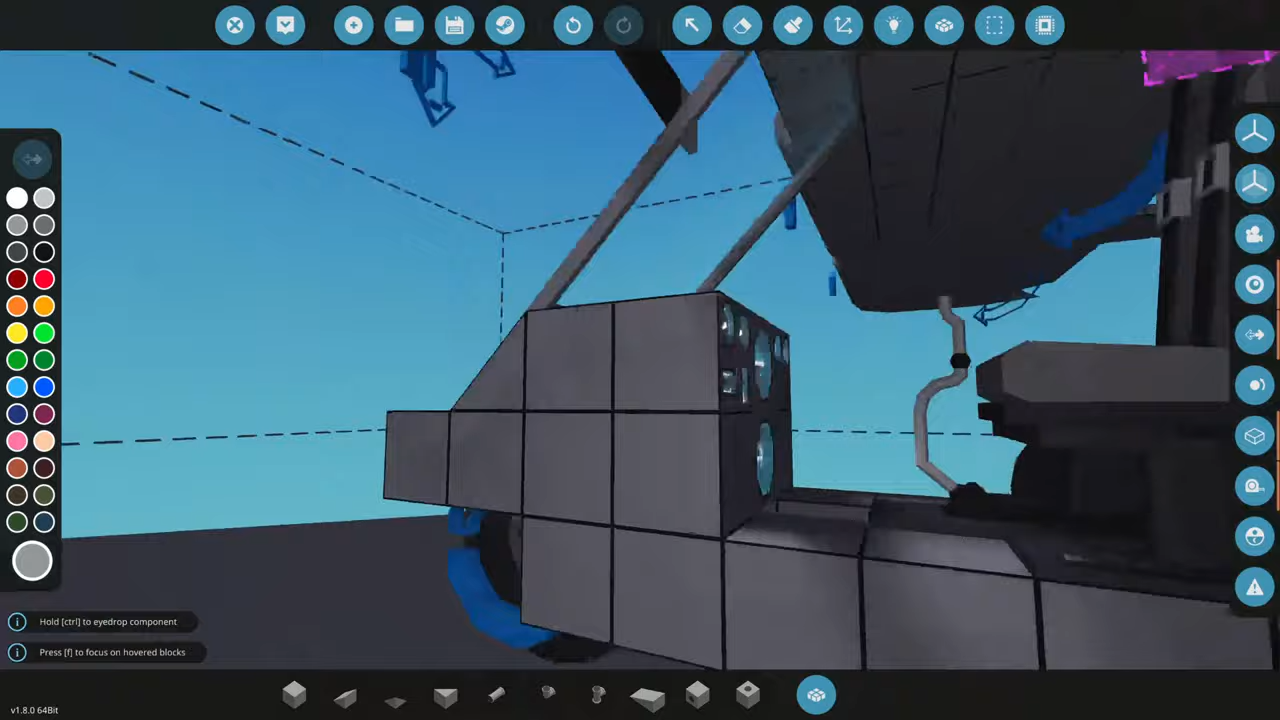 Hold [ctrl] to eyedrop component
Press [f] to focus on hovered blocks
v1.8.0 64Bit